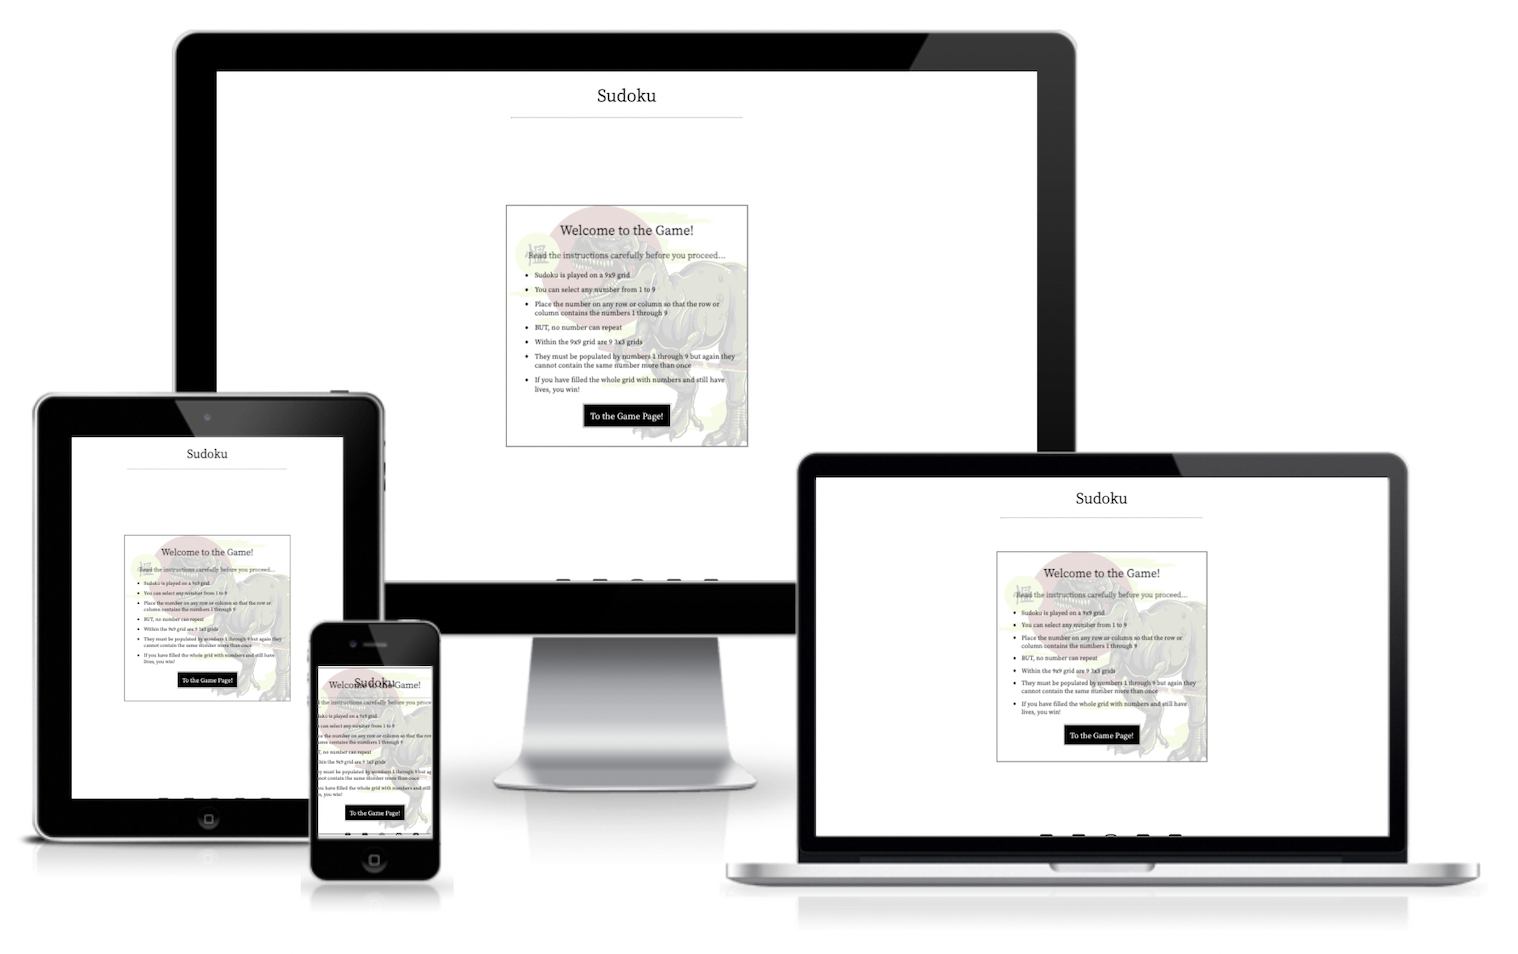 Sudoku
Welcome to the Game!
Read the instructions carefully before you proceed...
Sudoku is played on a 9x9 grid
You can select any number from 1 to 9
Place the number on any row or column so that the row or
column contains the numbers 1 through 9
BUT, no number can repeat
Within the 9x9 grid are 9 3x3 grids
They must be populated by numbers 1 through 9 but again they
cannot contain the same number more than once
If you have filled the whole grid with numbers and still have
lives, you win!
To the Game Page!
Sudoku
Welcome to the Game!
Read the instructions carefully before you proceed...
Sudoku is played on a 9x9 grid
You can select any number from 1 to 9
Place the number on any row or column so that the row or
column contains the numbers 1 through 9
BUT, no number can repeat
Within the 9x9 grid are 9 3x3 grids
They must be populated by numbers 1 through 9 but again they
cannot contain the same number more than once
If you have filled the whole grid with numbers and still have
lives, you win!
To the Game Page!
Sudoku
Welcome to the Game!
the instructions carefully before you
is played on a 9x9 grid
can select any number from 1 to 9
the number on any row or column so that the row
contains the numbers 1 through 9
no number can repeat
the 9x9 grid are 9 3x3 grids
must be populated by numbers 1 through 9 but
contain the same number more than once
have filled the whole grid with numbers and still
you win!
To the Game Page!
Sudoku
Welcome to the Game!
Read the instructions carefully before you proceed...
Sudoku is played on a 9x9 grid
You can select any number from 1 to 9
Place the number on any row or column so that the row or
column contains the numbers 1 through 9
BUT, no number can repeat
Within the 9x9 grid are 9 3x3 grids
They must be populated by numbers 1 through 9 but again they
cannot contain the same number more than once
If you have filled the whole grid with numbers and still have
lives, you win!
To the Game Page!